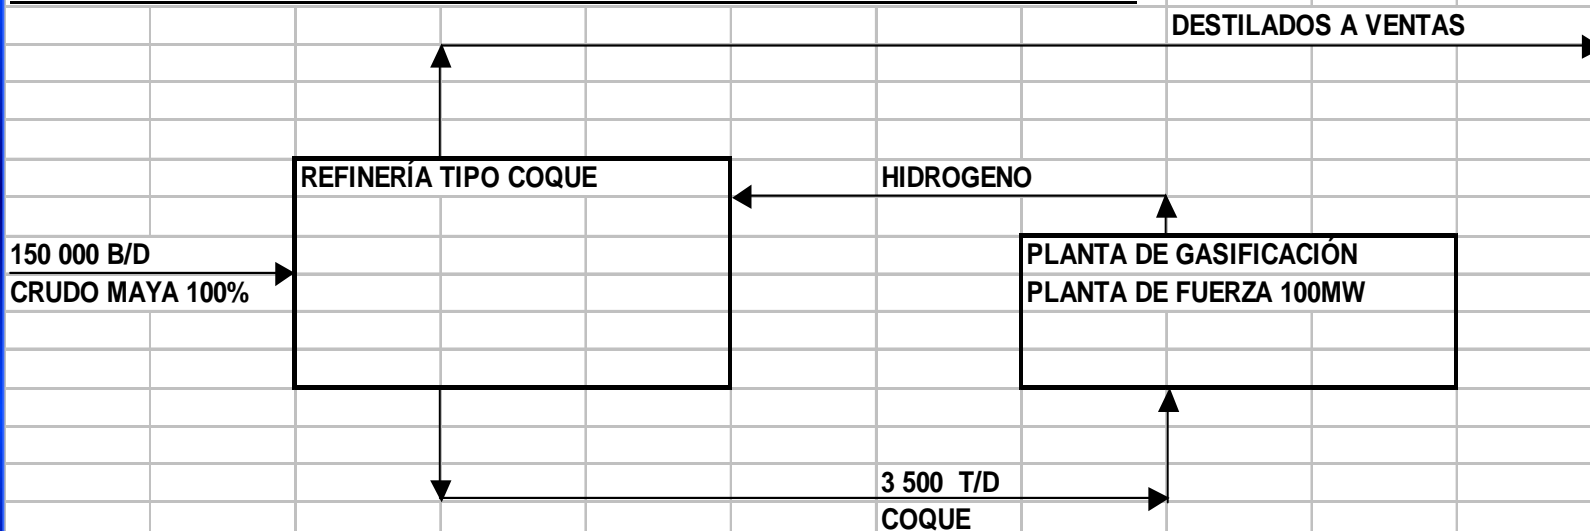 DESTILADOS A VENTAS
REFINERÍA TIPO COQUE
HIDROGENO
150 000 B/D
CRUDO MAYA 100%
PLANTA DE GASIFICACIÓN
PLANTA DE FUERZA 100MW
3 500 T/D
COQUE